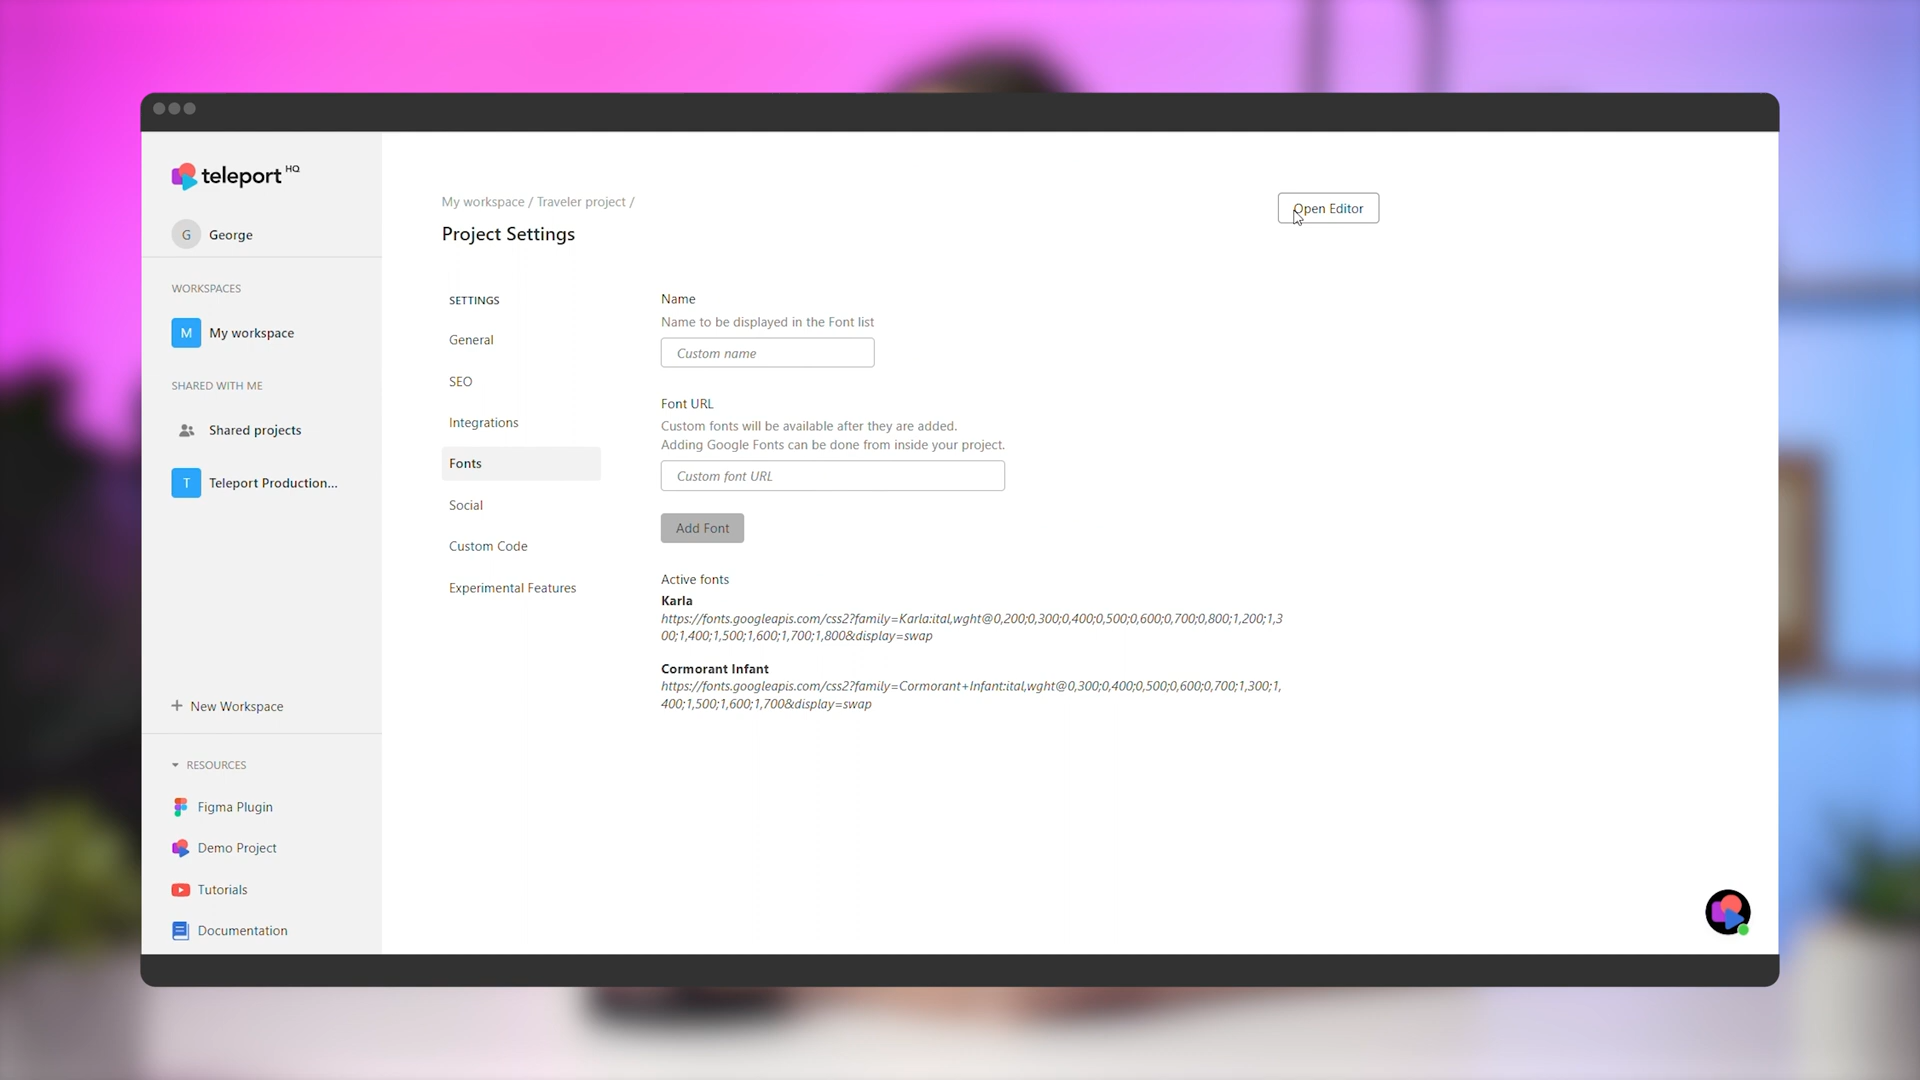 teleport HQ
G George
WORKSPACES
M My workspace
SHARED WITH ME
Shared projects
T Teleport Production...
+ New Workspace
RESOURCES
Figma Plugin
Demo Project
Tutorials
Documentation
My workspace / Traveler project /
Project Settings
Open Editor
SETTINGS
General
SEO
Integrations
Fonts
Social
Custom Code
Experimental Features
Name
Name to be displayed in the Font list
Custom name
Font URL
Custom fonts will be available after they are added.
Adding Google Fonts can be done from inside your project.
Custom font URL
Add Font
Active fonts
Karla
https://fonts.googleapis.com/css2?family=Karla:ital,wght@0,200;0,300;0,400;0,500;0,600;0,700;0,800;1,200;1,3
00;1,400;1,500;1,600;1,700;1,800&display=swap
Cormorant Infant
https://fonts.googleapis.com/css2?family=Cormorant+Infant:ital,wght@0,300;0,400;0,500;0,600;0,700;1,300;1,
400;1,500;1,600;1,700&display=swap